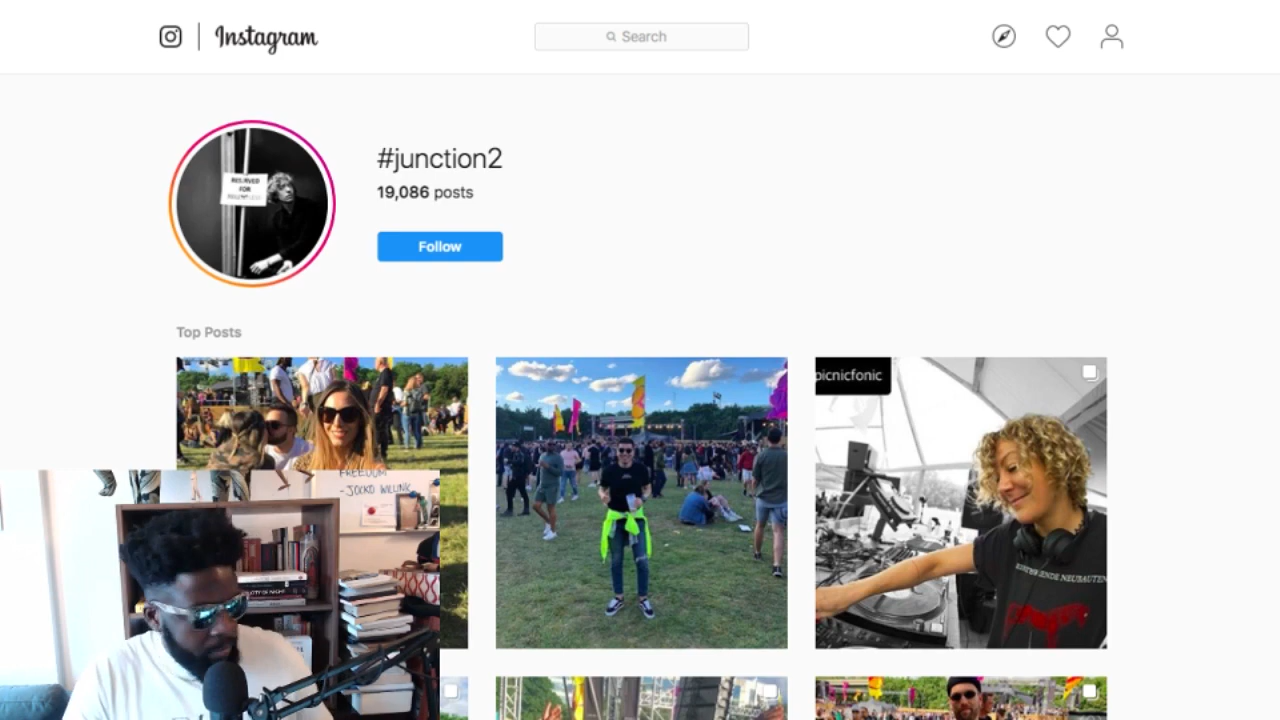 Instagram
Search
#junction2
19,086 posts
RESERVED
FOR
Follow
Top Posts
picnicfonic
FREEDOM
-JOCKO WILLINK